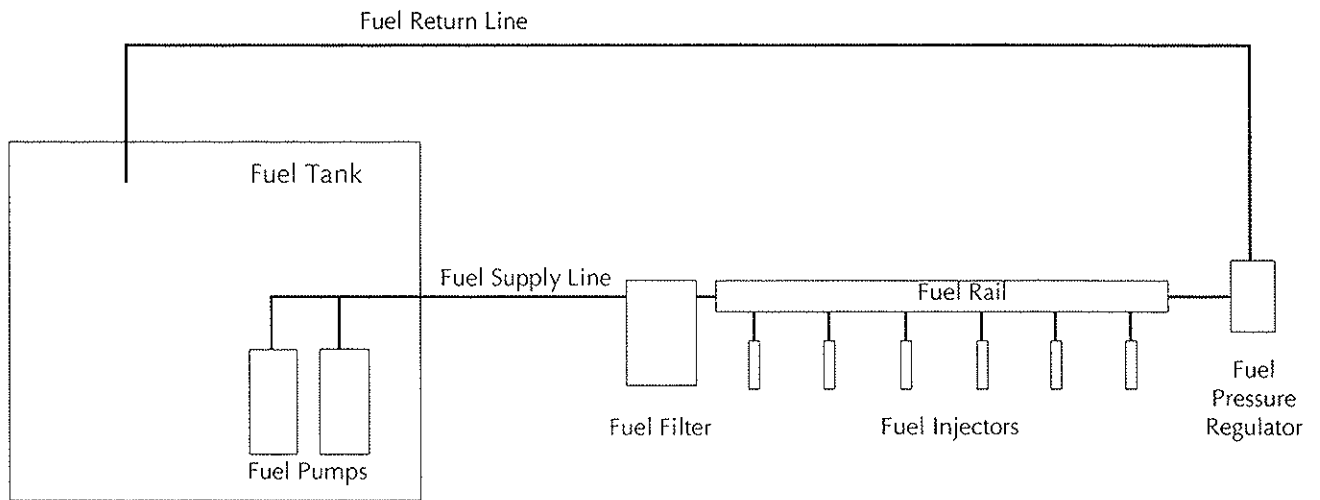 Fuel Return Line
Fuel Tank
Fuel Supply Line
Fuel Rail
Fuel Pumps
Fuel Filter
Fuel Injectors
Fuel
Pressure
Regulator